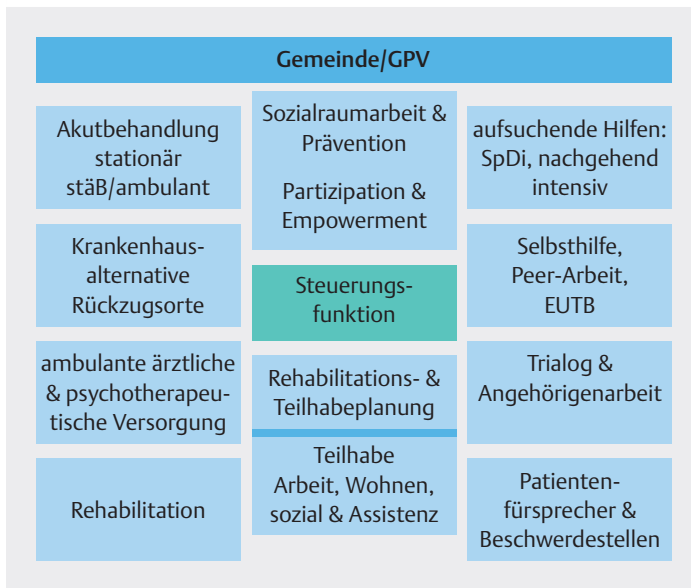 Gemeinde/GPV
Akutbehandlung
stationär
stäB/ambulant
Krankenhaus-
alternative
Rückzugsorte
ambulante ärztliche
& psychotherapeu-
tische Versorgung
Rehabilitation
Sozialraumarbeit &
Prävention
Partizipation &
Empowerment
Steuerungs-
funktion
Rehabilitations- &
Teilhabeplanung
Teilhabe
Arbeit, Wohnen,
sozial & Assistenz
aufsuchende Hilfen:
SpDi, nachgehend
intensiv
Selbsthilfe,
Peer-Arbeit,
EUTB
Trialog &
Angehörigenarbeit
Patienten-
fürsprecher &
Beschwerdestellen